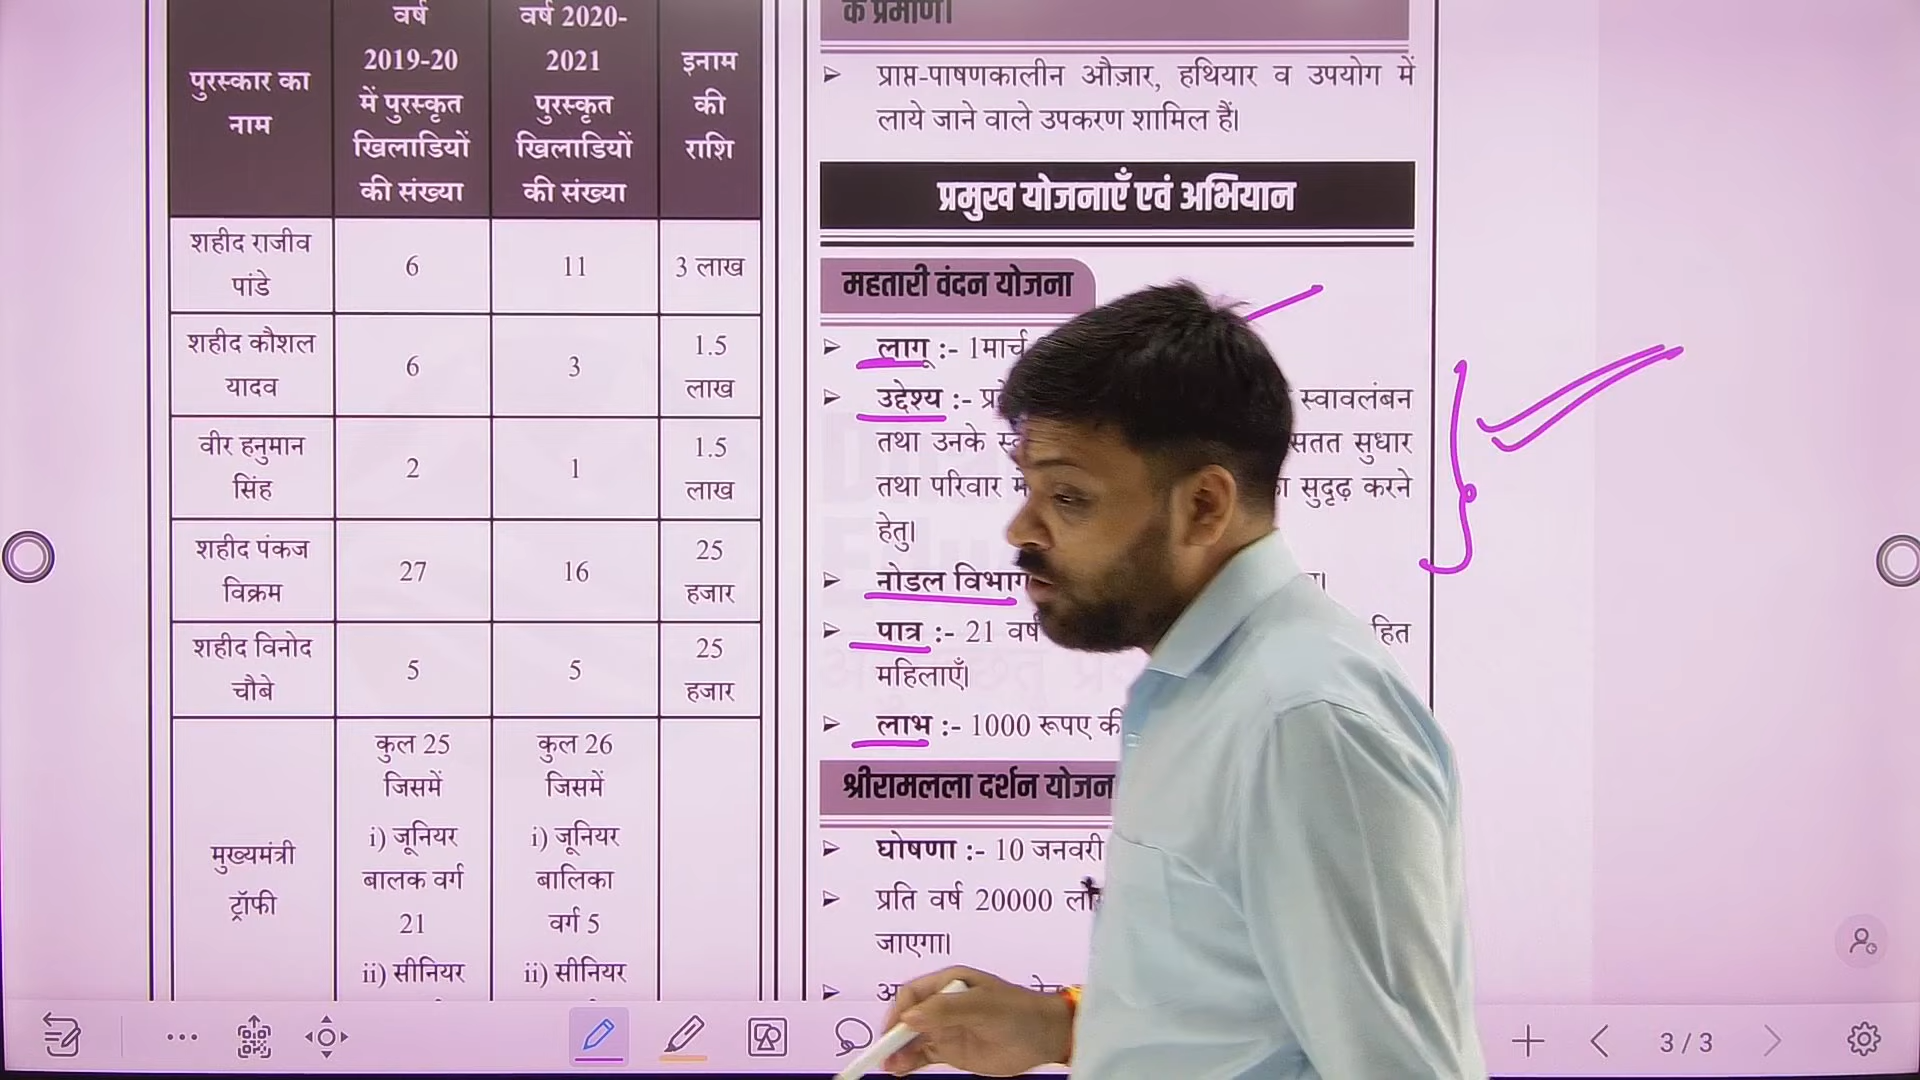 पुरस्कार का
नाम
वर्ष
2019-20
में पुरस्कृत
खिलाडियों
की संख्या
वर्ष 2020-
2021
पुरस्कृत
खिलाडियों
की संख्या
इनाम
की
राशि
शहीद राजीव
पांडे
6
11
3 लाख
शहीद कौशल
यादव
6
3
1.5
लाख
वीर हनुमान
सिंह
2
1
1.5
लाख
शहीद पंकज
विक्रम
27
16
25
हजार
शहीद विनोद
चौबे
5
5
25
हजार
मुख्यमंत्री
ट्रॉफी
कुल 25
जिसमें
i) जूनियर
बालक वर्ग
21
ii) सीनियर
कुल 26
जिसमें
i) जूनियर
बालिका
वर्ग 5
ii) सीनियर
के प्रमाण।
➢ प्राप्त-पाषणकालीन औज़ार, हथियार व उपयोग में
लाये जाने वाले उपकरण शामिल हैं।
प्रमुख योजनाएँ एवं अभियान
महतारी वंदन योजना
➢ लागू :- 1मार्च
➢ उद्देश्य :- स्वावलंबन
तथा उनके सतत सुधार
तथा परिवार सुदृढ़ करने
हेतु।
➢ नोडल विभाग
➢ पात्र :- 21 वर्ष
महिलाएँ।
➢ लाभ :- 1000 रूपए की
श्रीरामलला दर्शन योजना
➢ घोषणा :- 10 जनवरी
➢ प्रति वर्ष 20000
जाएगा।
3/3